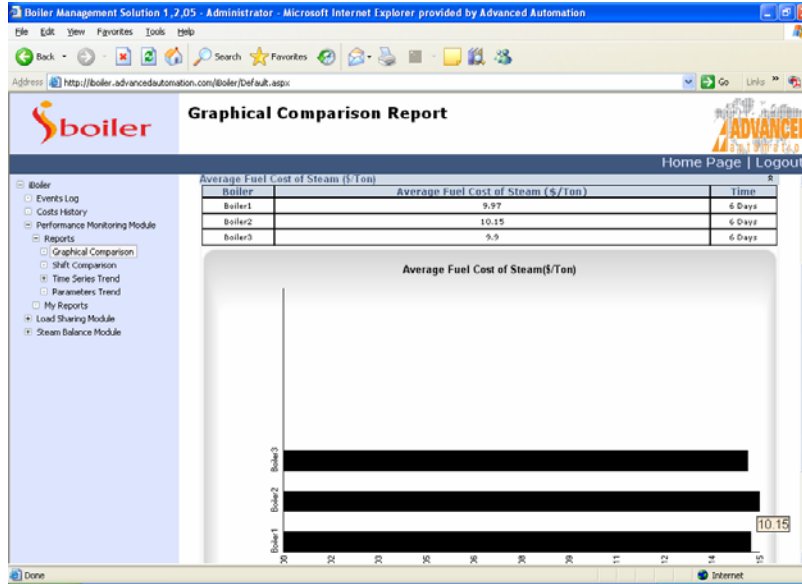 Boiler Management Solution 1,2,05 - Administrator - Microsoft Internet Explorer provided by Advanced Automation
File Edit View Favorites Tools Help
Back Search Favorites
Address http://iboiler.advancedautomation.com/iBoiler/Default.aspx Go Links
iboiler
Graphical Comparison Report
ADVANCED
automation
Home Page | Logout
iBoiler
Events Log
Costs History
Performance Monitoring Module
Reports
Graphical Comparison
Shift Comparison
Time Series Trend
Parameters Trend
My Reports
Load Sharing Module
Steam Balance Module
Average Fuel Cost of Steam ($/Ton)
Boiler Average Fuel Cost of Steam ($/Ton) Time
Boiler1 9.97 6 Days
Boiler2 10.15 6 Days
Boiler3 9.9 6 Days
Average Fuel Cost of Steam($/Ton)
Boiler3
Boiler2
Boiler1
10.15
Done Internet